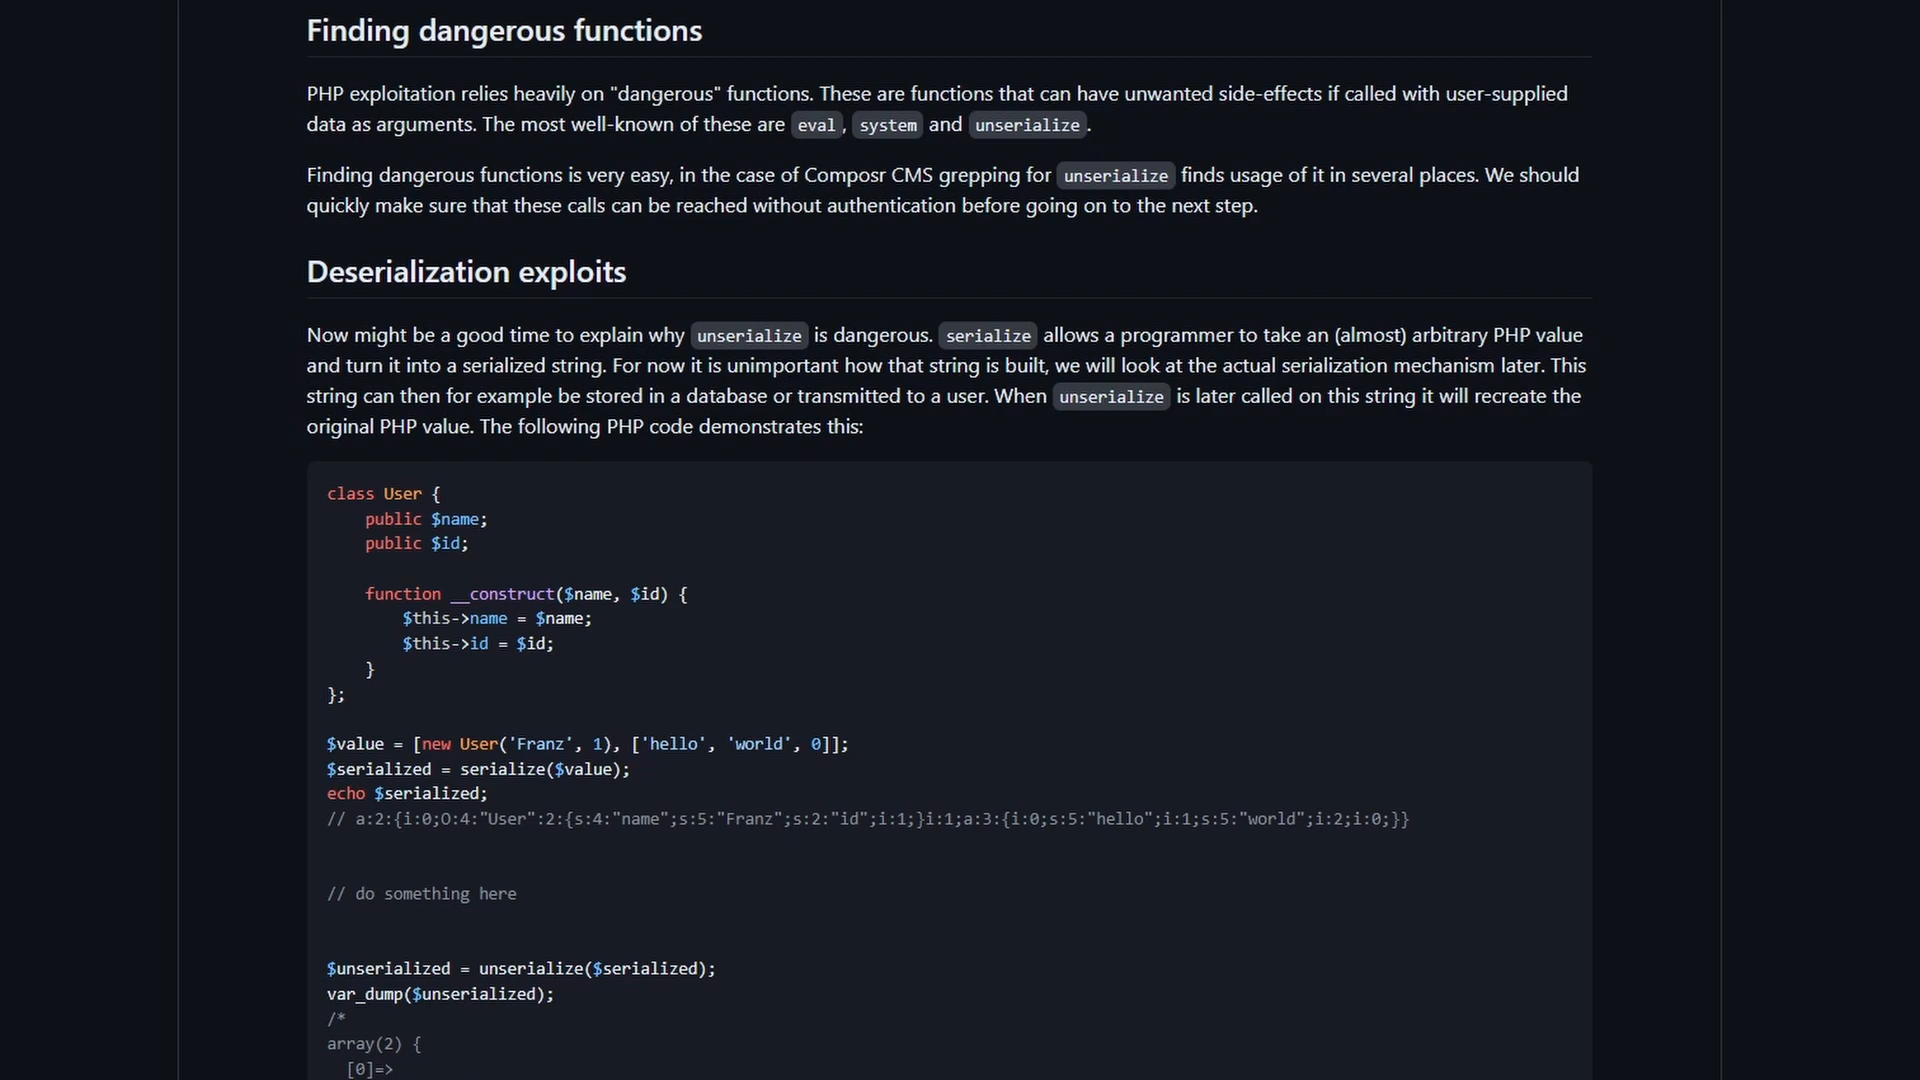 Finding dangerous functions
PHP exploitation relies heavily on "dangerous" functions. These are functions that can have unwanted side-effects if called with user-supplied
data as arguments. The most well-known of these are eval, system and unserialize.
Finding dangerous functions is very easy, in the case of Composr CMS grepping for unserialize finds usage of it in several places. We should
quickly make sure that these calls can be reached without authentication before going on to the next step.
Deserialization exploits
Now might be a good time to explain why unserialize is dangerous. serialize allows a programmer to take an (almost) arbitrary PHP value
and turn it into a serialized string. For now it is unimportant how that string is built, we will look at the actual serialization mechanism later. This
string can then for example be stored in a database or transmitted to a user. When unserialize is later called on this string it will recreate the
original PHP value. The following PHP code demonstrates this:
class User {
    public $name;
    public $id;
    function __construct($name, $id) {
        $this->name = $name;
        $this->id = $id;
    }
};
$value = [new User('Franz', 1), ['hello', 'world', 0]];
$serialized = serialize($value);
echo $serialized;
// a:2:{i:0;O:4:"User":2:{s:4:"name";s:5:"Franz";s:2:"id";i:1;}i:1;a:3:{i:0;s:5:"hello";i:1;s:5:"world";i:2;i:0;}}
// do something here
$unserialized = unserialize($serialized);
var_dump($unserialized);
/*
array(2) {
  [0]=>